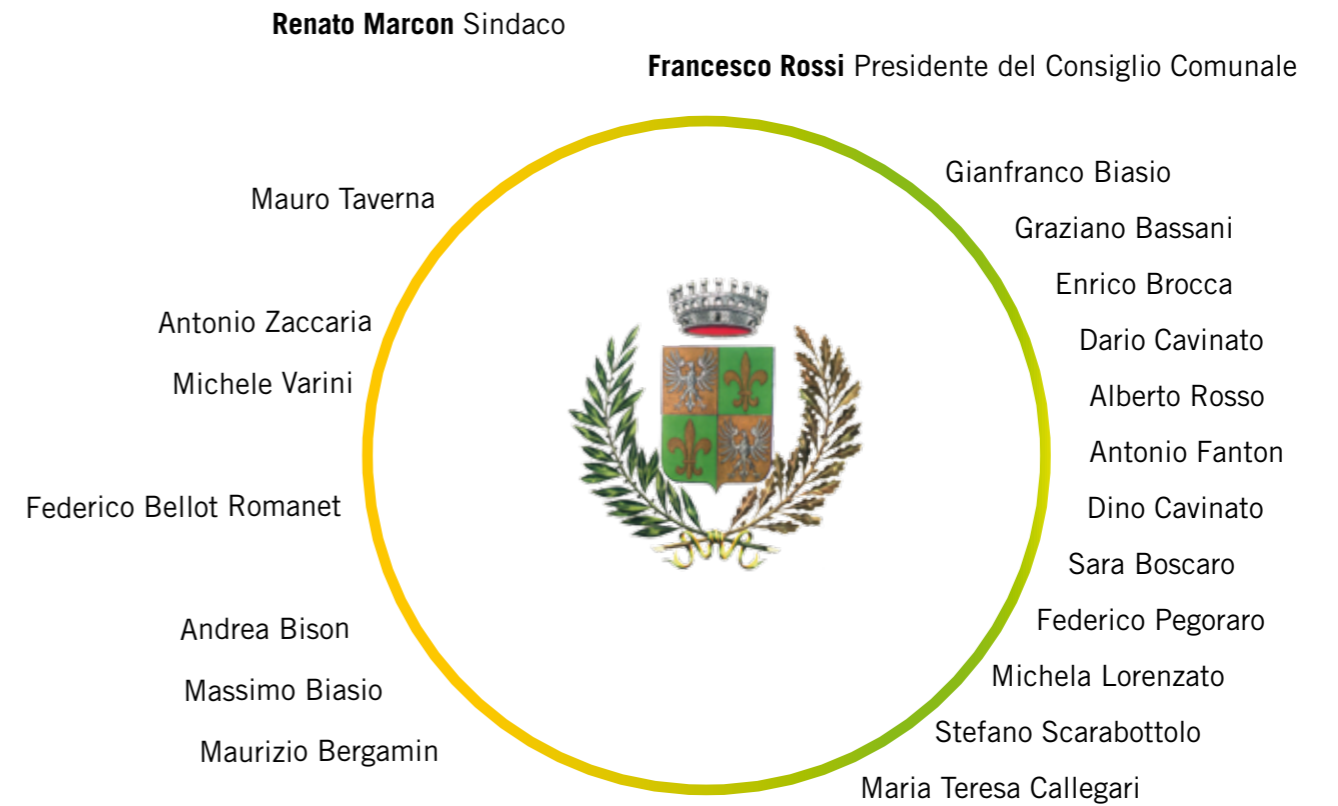 Renato Marcon Sindaco
Francesco Rossi Presidente del Consiglio Comunale
Mauro Taverna
Antonio Zaccaria
Michele Varini
Federico Bellot Romanet
Andrea Bison
Massimo Biasio
Maurizio Bergamin
Gianfranco Biasio
Graziano Bassani
Enrico Brocca
Dario Cavinato
Alberto Rosso
Antonio Fanton
Dino Cavinato
Sara Boscaro
Federico Pegoraro
Michela Lorenzato
Stefano Scarabottolo
Maria Teresa Callegari